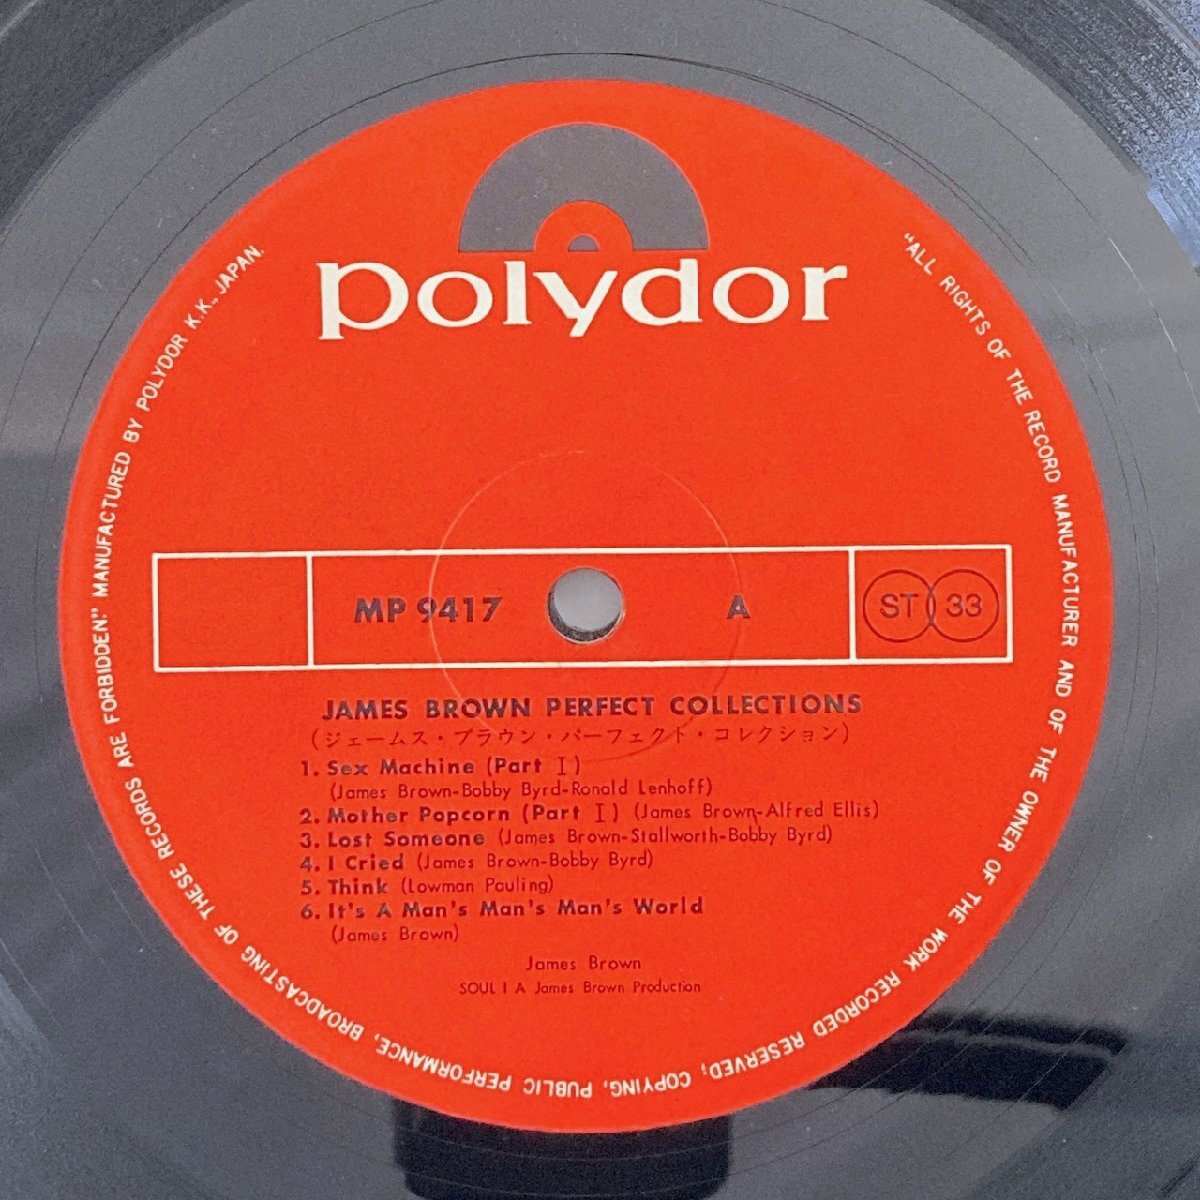 polydor
MP 9417
A
ST 33
JAMES BROWN PERFECT COLLECTIONS
(ジェームス・ブラウン・パーフェクト・コレクション)
1. Sex Machine (Part I)
(James Brown-Bobby Byrd-Ronald Lenhoff)
2. Mother Popcorn (Part I) (James Brown-Alfred Ellis)
3. Lost Someone (James Brown-Stallworth-Bobby Byrd)
4. I Cried (James Brown-Bobby Byrd)
5. Think (Lowman Pauling)
6. It's A Man's Man's Man's World
(James Brown)
James Brown
SOUL I A James Brown Production
"ALL RIGHTS OF THE RECORD MANUFACTURER AND OF THE OWNER OF THE WORK RECORDED RESERVED; COPYING, PUBLIC PERFORMANCE, BROADCASTING OF THESE RECORDS ARE FORBIDDEN" MANUFACTURED BY POLYDOR K.K., JAPAN.